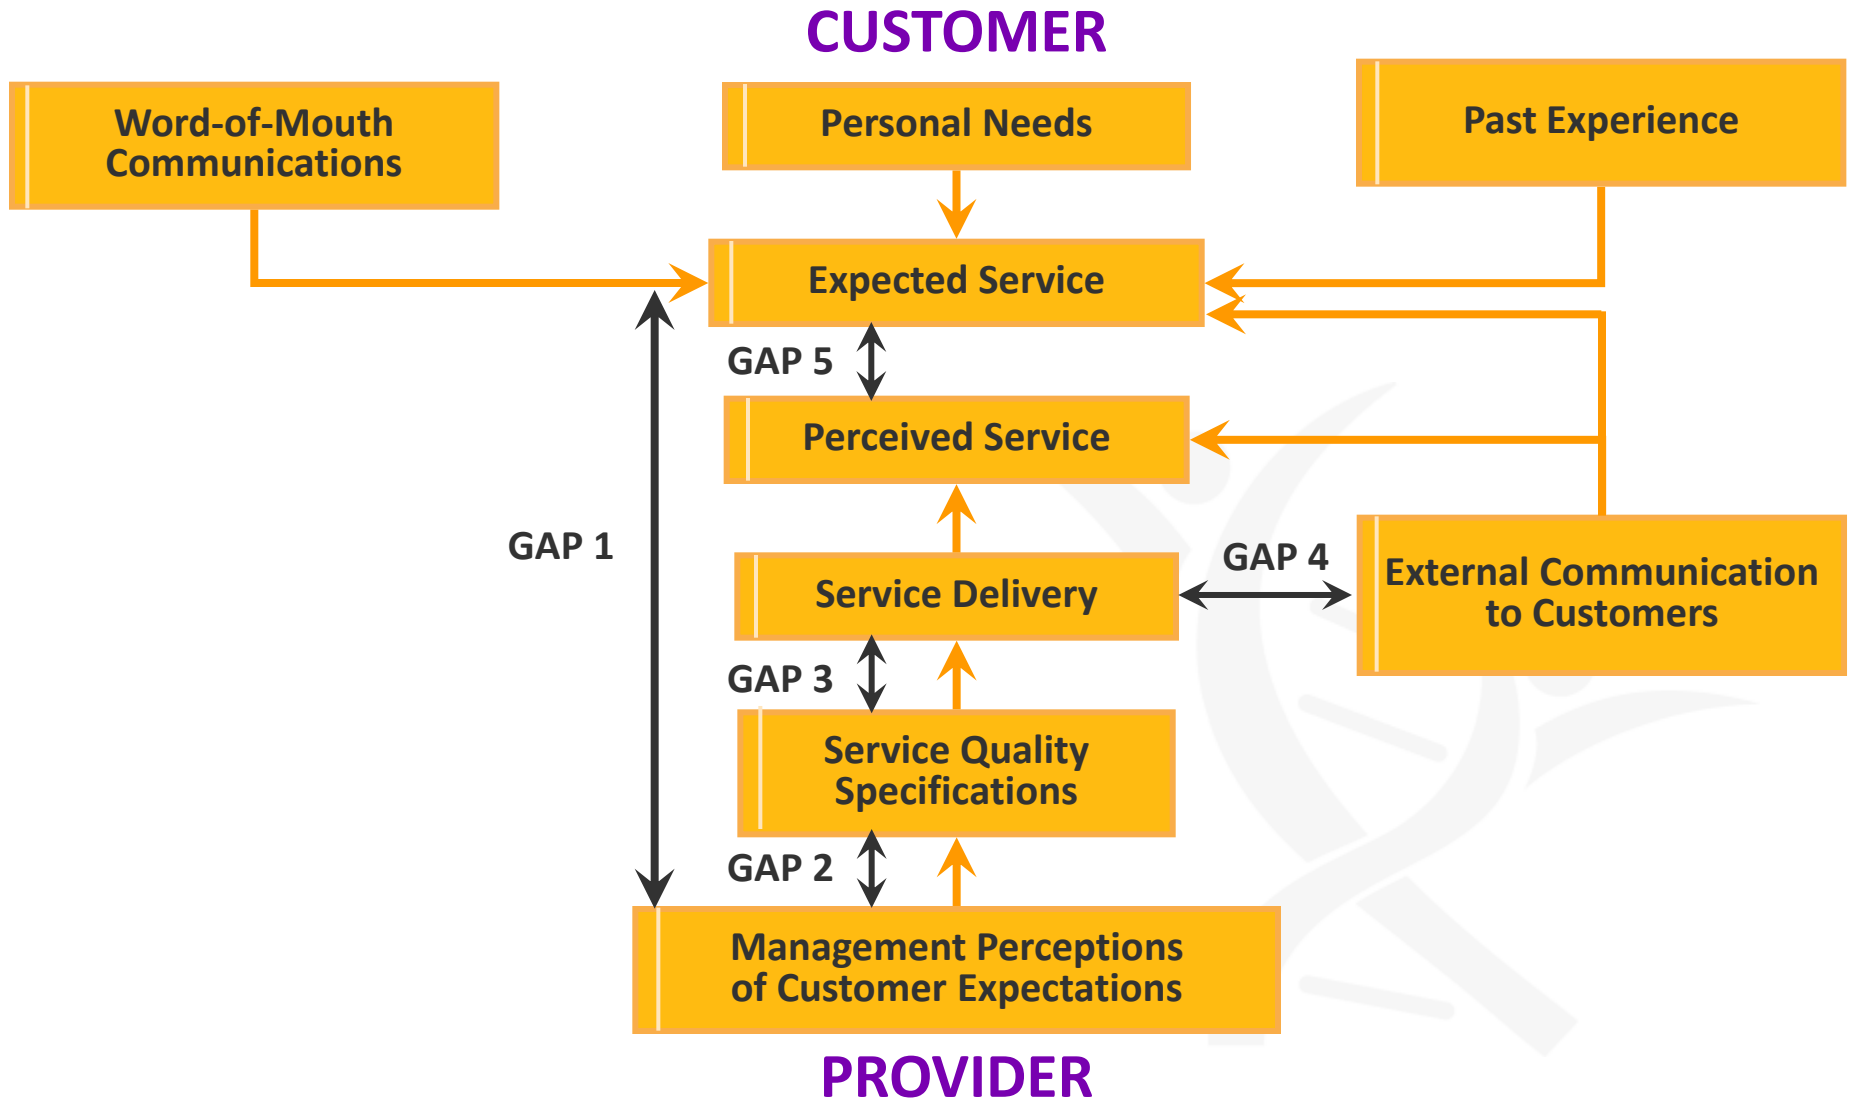 CUSTOMER
Word-of-Mouth
Communications
Personal Needs
Past Experience
Expected Service
GAP 5
Perceived Service
GAP 1
Service Delivery
GAP 4
External Communication
to Customers
GAP 3
Service Quality
Specifications
GAP 2
Management Perceptions
of Customer Expectations
PROVIDER